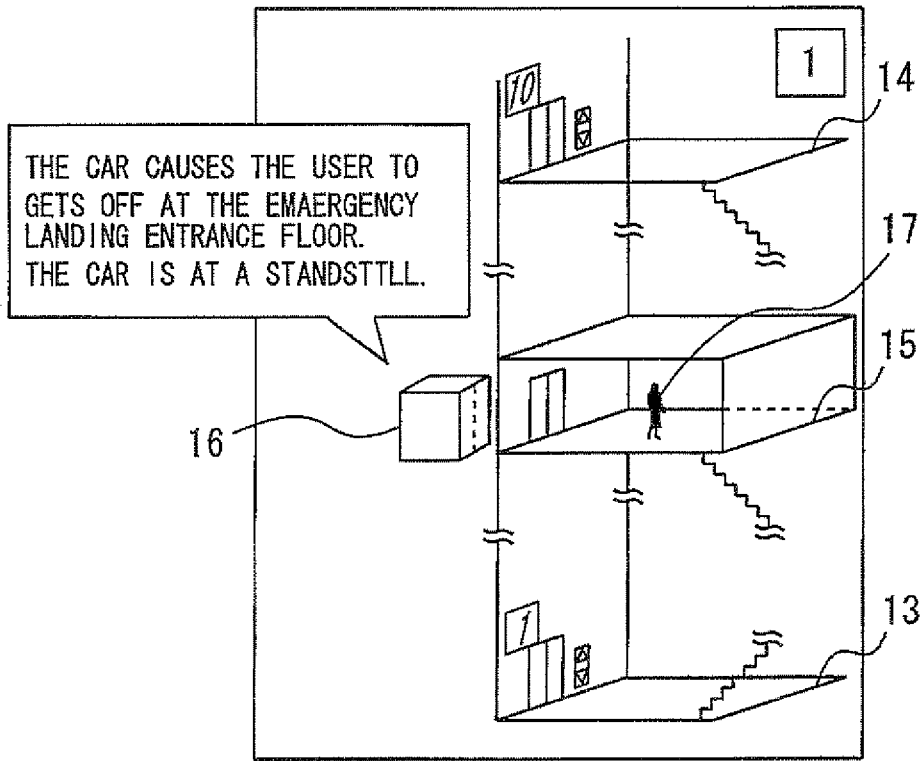 1
10
14
THE CAR CAUSES THE USER TO
GETS OFF AT THE EMAERGENCY
LANDING ENTRANCE FLOOR.
THE CAR IS AT A STANDSTTLL.
17
15
16
1
13